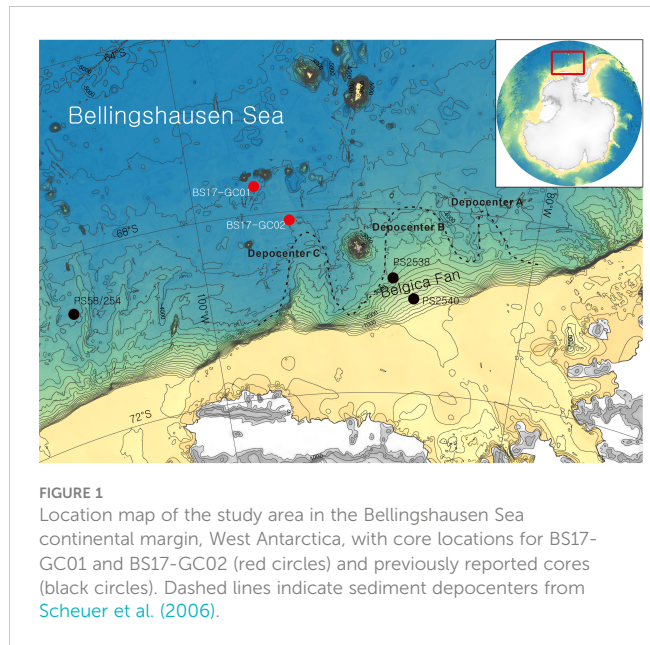 64°S
Bellingshausen Sea
BS17-GC01
Depocenter A
80°W
BS17-GC02
68°S
Depocenter B
Depocenter C
PS2538
Belgica Fan
PS2540
PS58/254
100°W
72°S
FIGURE 1
Location map of the study area in the Bellingshausen Sea
continental margin, West Antarctica, with core locations for BS17-
GC01 and BS17-GC02 (red circles) and previously reported cores
(black circles). Dashed lines indicate sediment depocenters from
Scheuer et al. (2006).